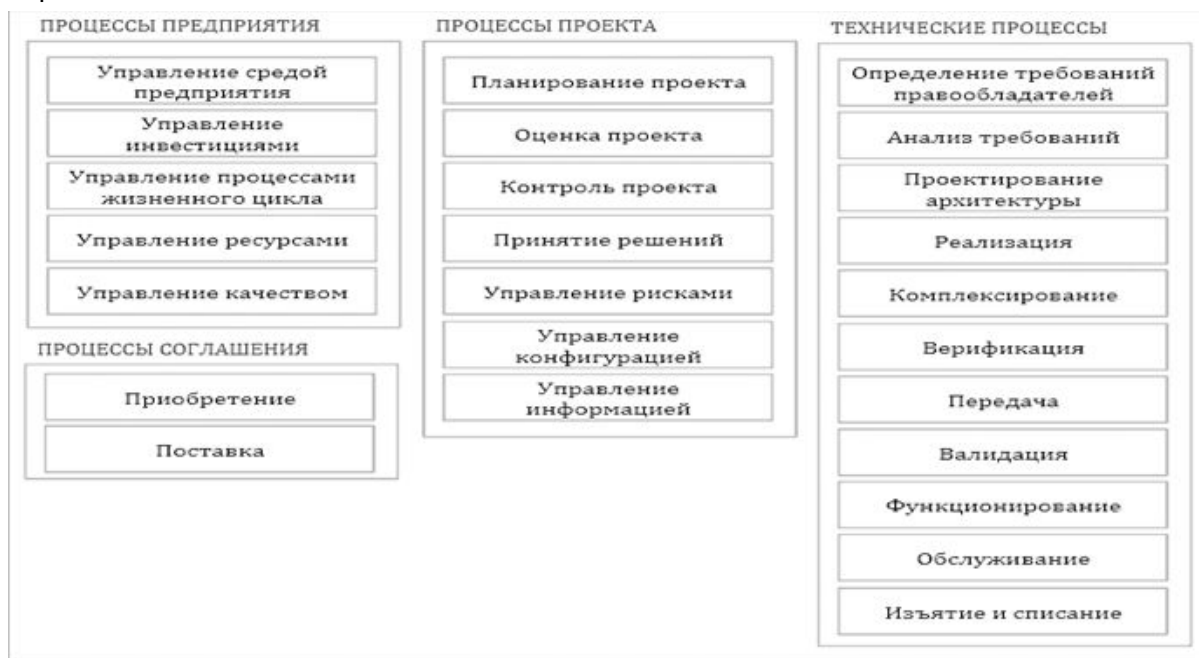 ПРОЦЕССЫ ПРЕДПРИЯТИЯ
Управление средой
предприятия
Управление
инвестициями
Управление процессами
жизненного цикла
Управление ресурсами
Управление качеством
ПРОЦЕССЫ СОГЛАШЕНИЯ
Приобретение
Поставка
ПРОЦЕССЫ ПРОЕКТА
Планирование проекта
Оценка проекта
Контроль проекта
Принятие решений
Управление рисками
Управление
конфигурацией
Управление
информацией
ТЕХНИЧЕСКИЕ ПРОЦЕССЫ
Определение требований
правообладателей
Анализ требований
Проектирование
архитектуры
Реализация
Комплексирование
Верификация
Передача
Валидация
Функционирование
Обслуживание
Изъятие и списание